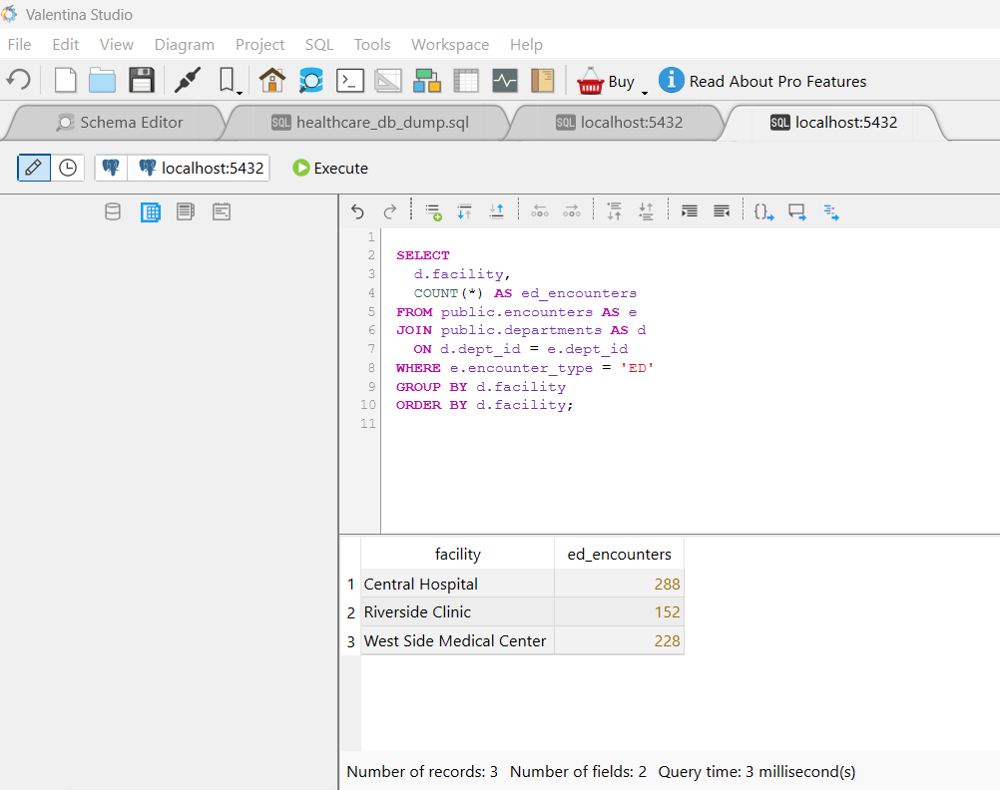 Valentina Studio
File Edit View Diagram Project SQL Tools Workspace Help
Buy Read About Pro Features
Schema Editor SQL healthcare_db_dump.sql SQL localhost:5432 SQL localhost:5432
localhost:5432 Execute
1
2 SELECT
3 d.facility,
4 COUNT(*) AS ed_encounters
5 FROM public.encounters AS e
6 JOIN public.departments AS d
7 ON d.dept_id = e.dept_id
8 WHERE e.encounter_type = 'ED'
9 GROUP BY d.facility
10 ORDER BY d.facility;
11
facility ed_encounters
1 Central Hospital 288
2 Riverside Clinic 152
3 West Side Medical Center 228
Number of records: 3 Number of fields: 2 Query time: 3 millisecond(s)